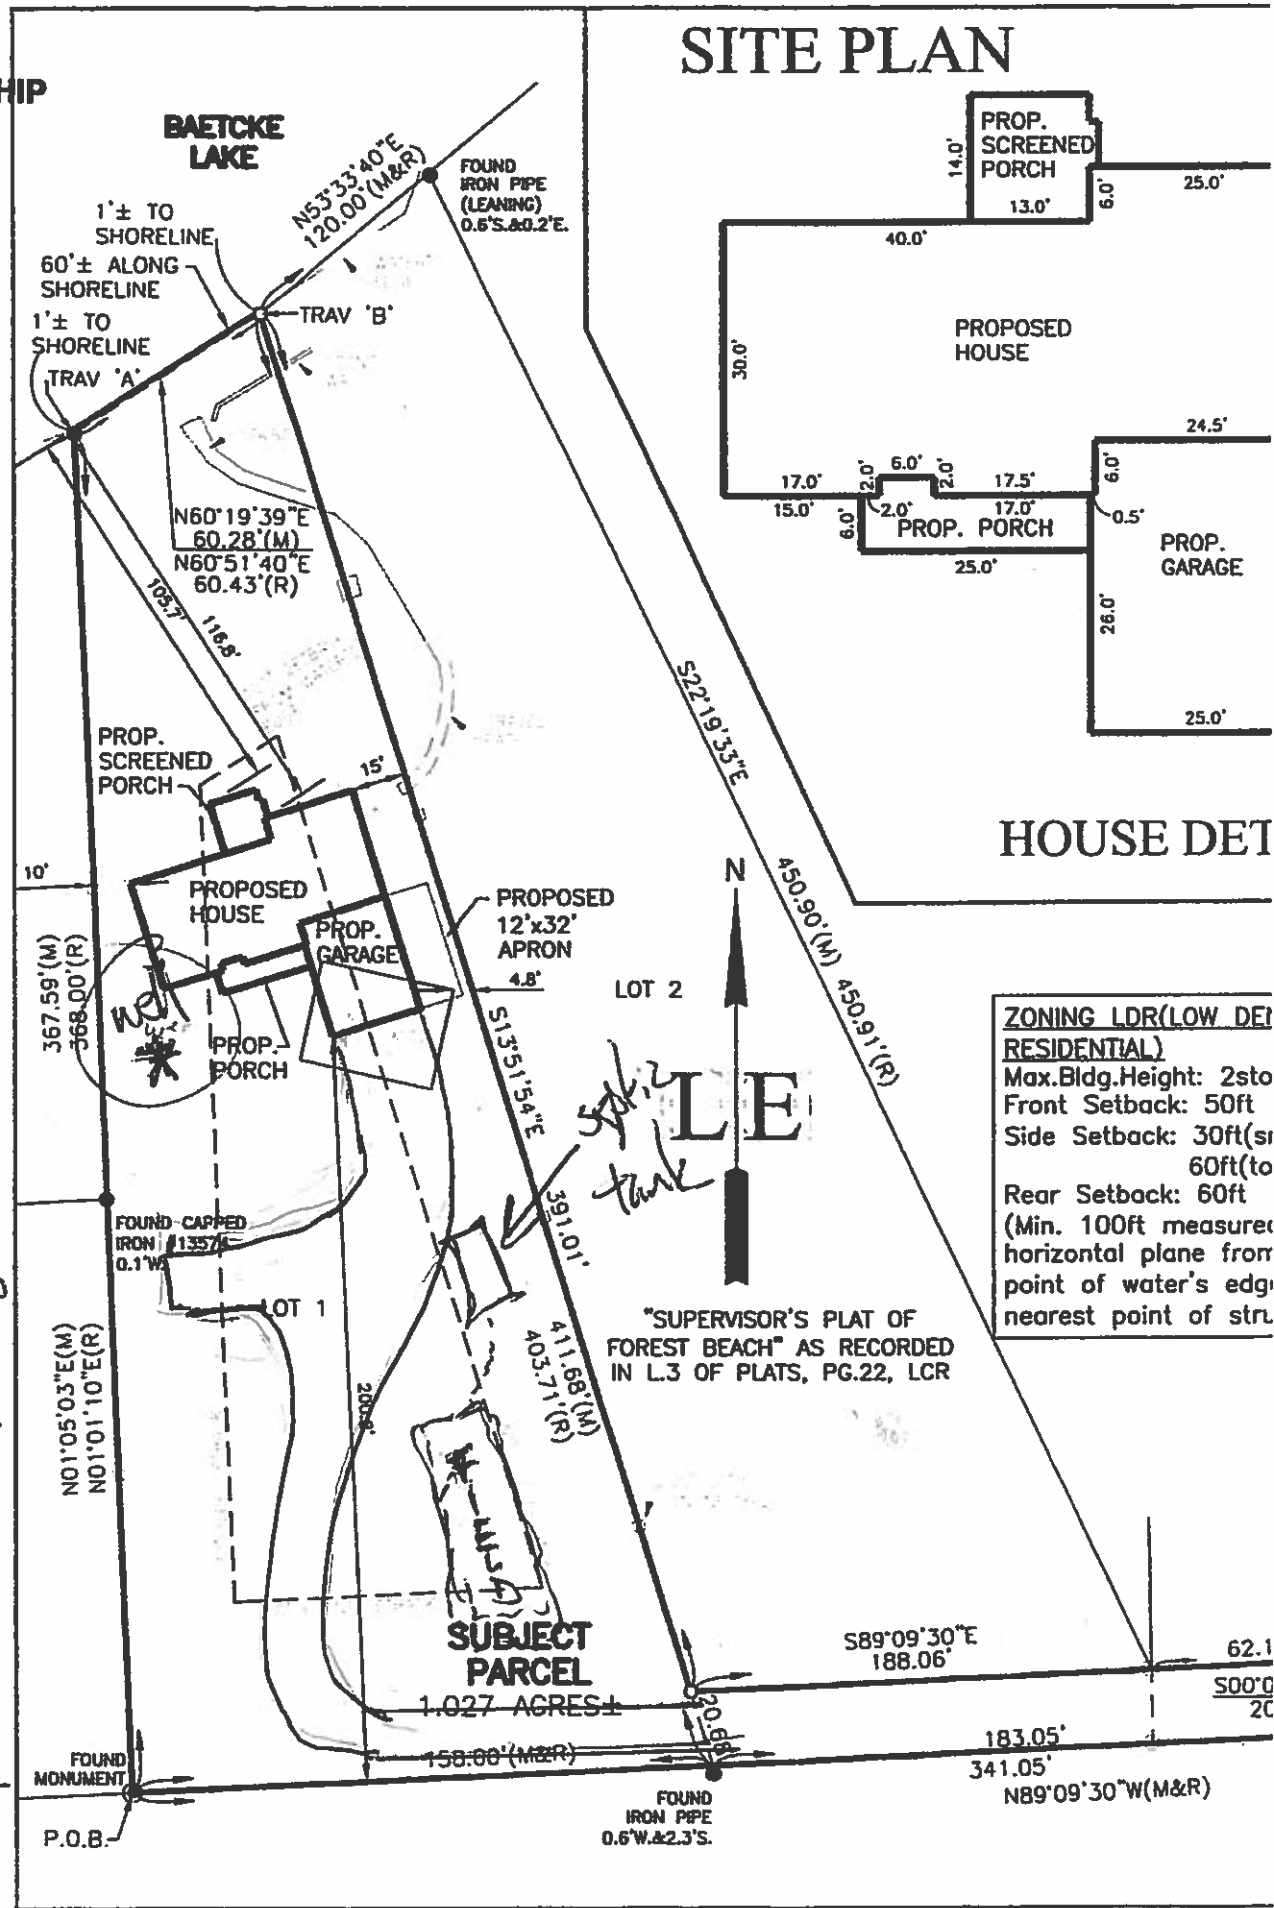 SITE PLAN
HIP
BAETCKE
LAKE
N53°33'40"E
120.00'(M&R)
FOUND
IRON PIPE
(LEANING)
0.6'S.&0.2'E.
1'± TO
SHORELINE
60'± ALONG
SHORELINE
1'± TO
SHORELINE
TRAV 'A'
TRAV 'B'
N60°19'39"E
60.28'(M)
N60°51'40"E
60.43'(R)
105.7'
116.8'
PROP.
SCREENED
PORCH
14.0'
13.0'
6.0'
25.0'
40.0'
PROPOSED
HOUSE
30.0'
24.5'
6.0'
17.0'
2.0'
6.0'
2.0'
17.5'
15.0'
2.0'
17.0'
0.5'
6.0'
PROP. PORCH
25.0'
PROP.
GARAGE
26.0'
25.0'
HOUSE DET
S22°19'33"E
450.90'(M) 450.91'(R)
PROP.
SCREENED
PORCH
15'
10'
PROPOSED
HOUSE
PROP.
GARAGE
PROPOSED
12'x32'
APRON
4.8'
PROP.
PORCH
367.59'(M)
368.00'(R)
N
LOT 2
LE
septic
tank
S13°51'54"E
391.01'
411.68'(M)
403.71'(R)
ZONING LDR(LOW DEN
RESIDENTIAL)
Max.Bldg.Height: 2sto
Front Setback: 50ft
Side Setback: 30ft(sm
60ft(to
Rear Setback: 60ft
(Min. 100ft measured
horizontal plane from
point of water's edge
nearest point of stru
FOUND CAPPED
IRON #13574
0.1'W.
LOT 1
"SUPERVISOR'S PLAT OF
FOREST BEACH" AS RECORDED
IN L.3 OF PLATS, PG.22, LCR
N01°05'03"E(M)
N01°01'10"E(R)
SUBJECT
PARCEL
1.027 ACRES±
S89°09'30"E
188.06'
62.1
S00°0
20
20.68'
158.00'(M&R)
183.05'
341.05'
N89°09'30"W(M&R)
FOUND
MONUMENT
P.O.B.
FOUND
IRON PIPE
0.6'W.&2.3'S.